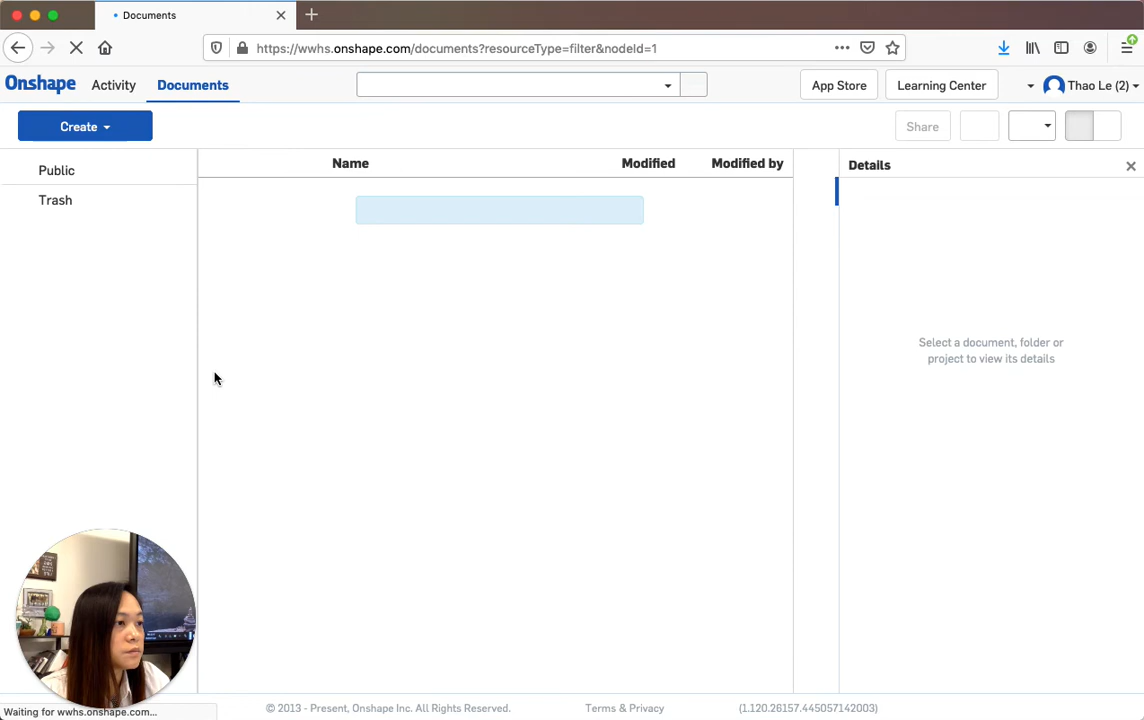 Documents
https://wwhs.onshape.com/documents?resourceType=filter&nodeId=1
Onshape
Activity
Documents
App Store
Learning Center
Thao Le (2)
Create
Share
Public
Trash
Name
Modified
Modified by
Details
Select a document, folder or
project to view its details
Waiting for wwhs.onshape.com...
© 2013 - Present, Onshape Inc. All Rights Reserved.
Terms & Privacy
(1.120.26157.445057142003)